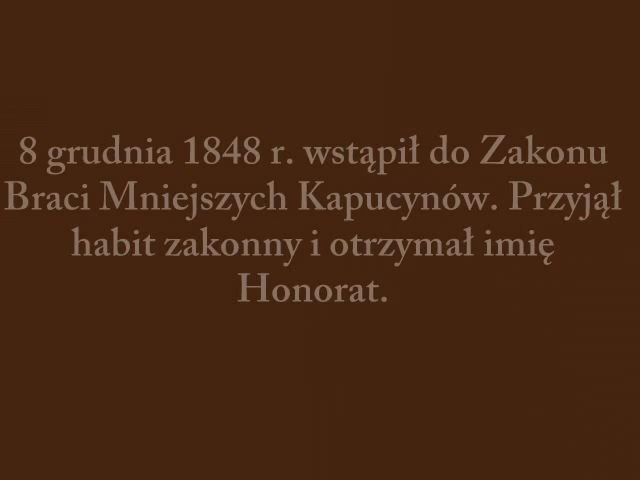 8 grudnia 1848 r. wstąpił do Zakonu
Braci Mniejszych Kapucynów. Przyjął
habit zakonny i otrzymał imię
Honorat.